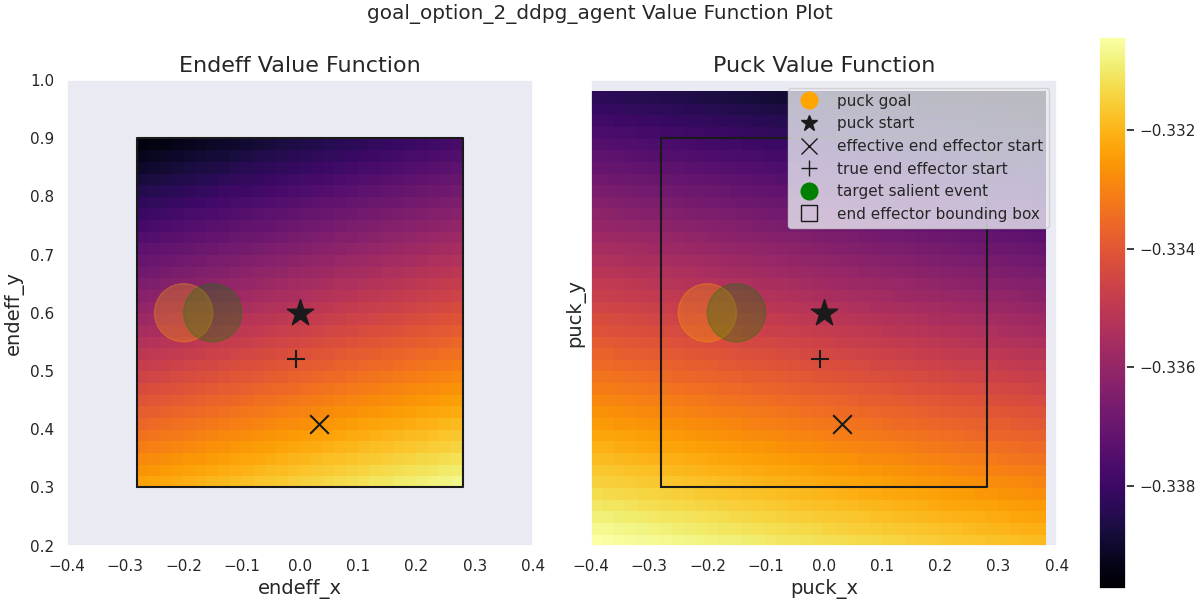 goal_option_2_ddpg_agent Value Function Plot
Endeff Value Function
1.0
0.9
0.8
0.7
0.6
0.5
0.4
0.3
0.2
endeff_y
−0.4 −0.3 −0.2 −0.1 0.0 0.1 0.2 0.3 0.4
endeff_x
Puck Value Function
puck goal
puck start
effective end effector start
true end effector start
target salient event
end effector bounding box
puck_y
−0.4 −0.3 −0.2 −0.1 0.0 0.1 0.2 0.3 0.4
puck_x
−0.332
−0.334
−0.336
−0.338